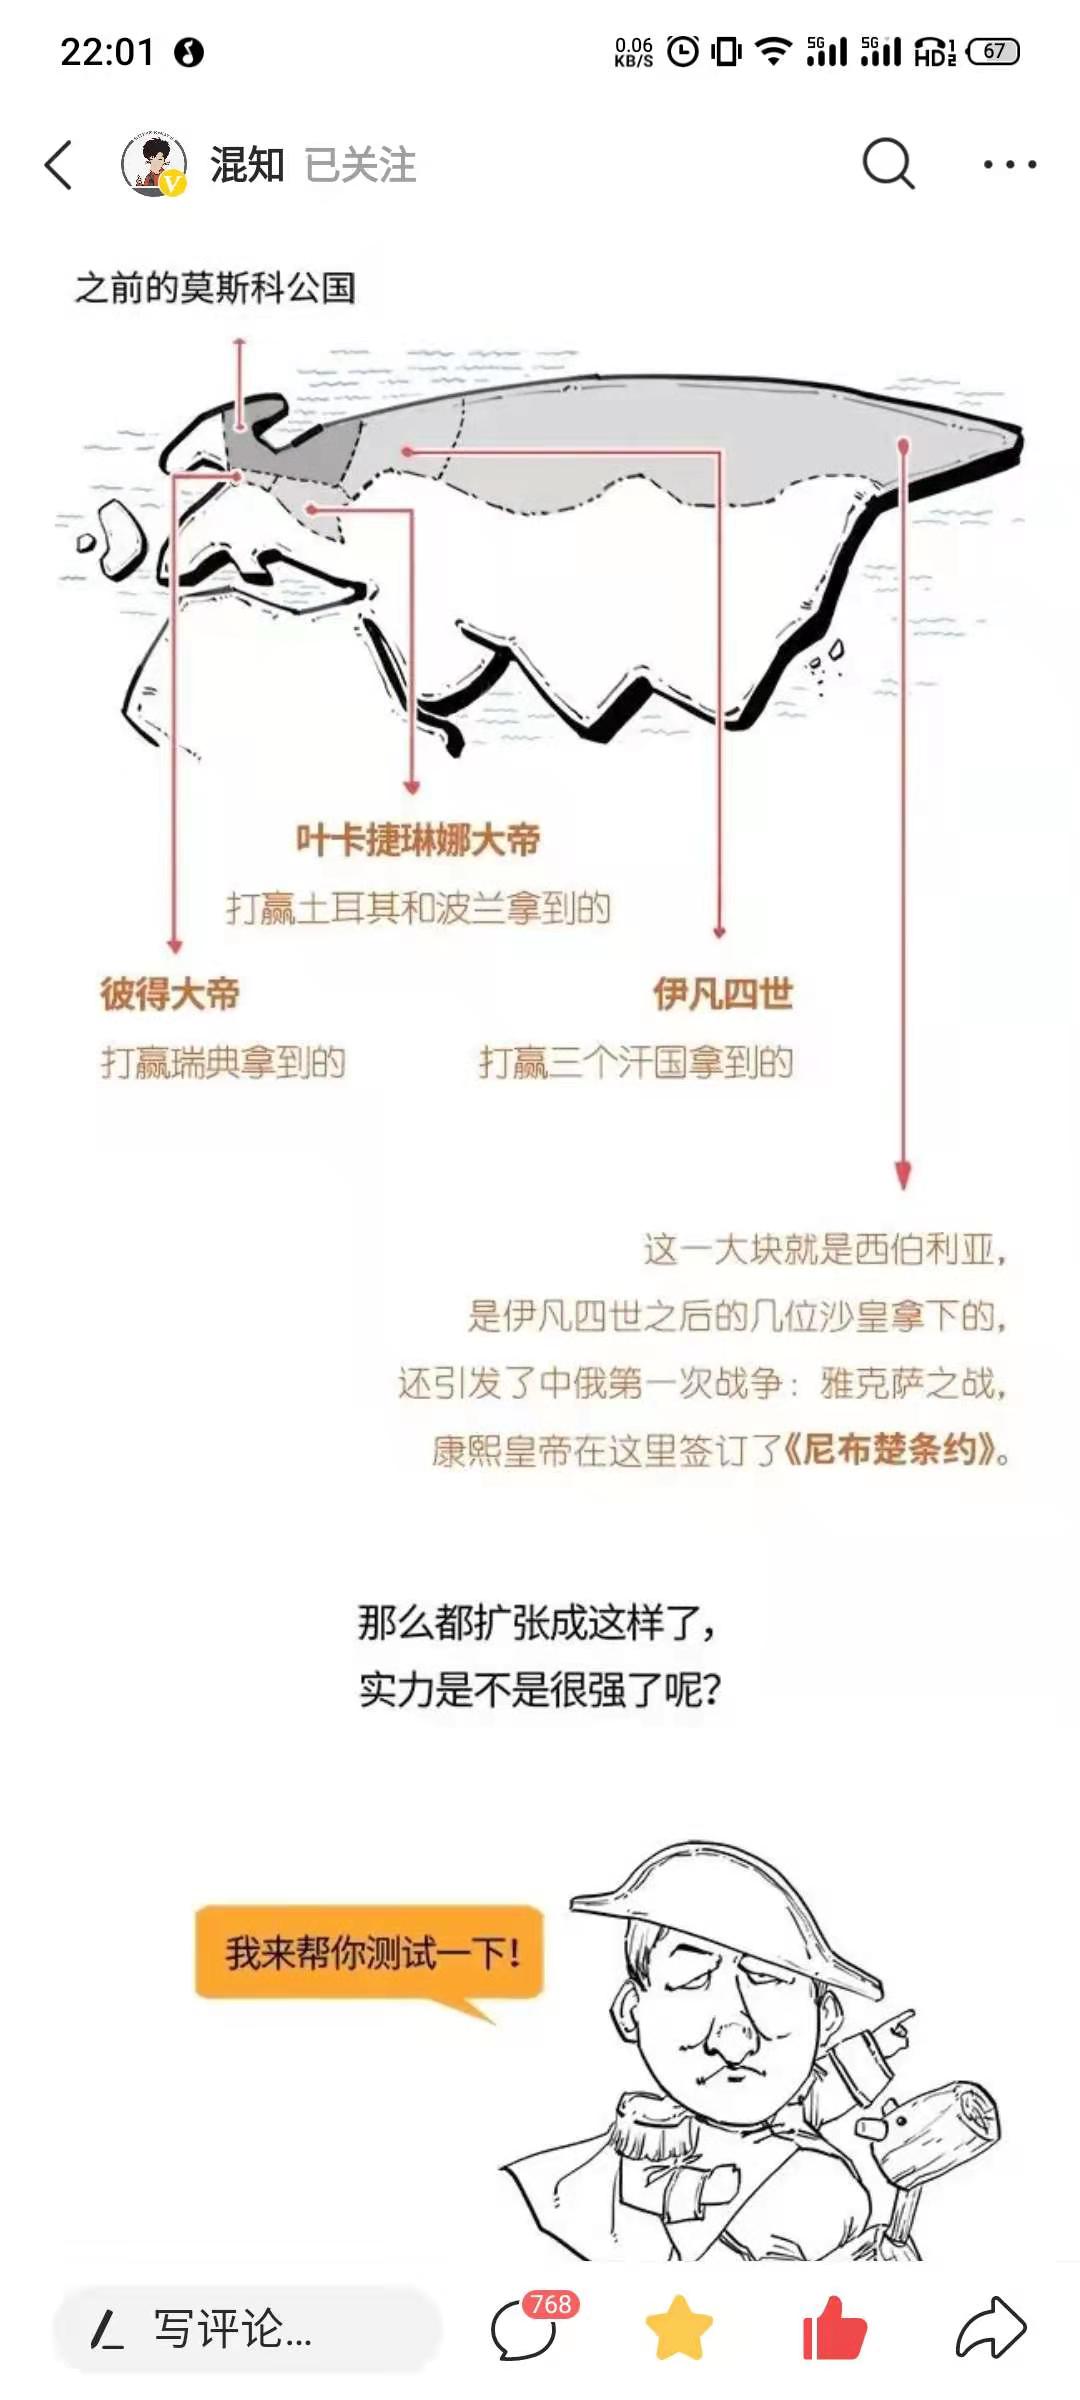 22:01
0.06
KB/S
5G
5G
HD 1 2
67
混知 已关注
之前的莫斯科公国
叶卡捷琳娜大帝
打赢土耳其和波兰拿到的
彼得大帝
打赢瑞典拿到的
伊凡四世
打赢三个汗国拿到的
这一大块就是西伯利亚，
是伊凡四世之后的几位沙皇拿下的，
还引发了中俄第一次战争：雅克萨之战，
康熙皇帝在这里签订了《尼布楚条约》。
那么都扩张成这样了，
实力是不是很强了呢？
我来帮你测试一下！
写评论...
768